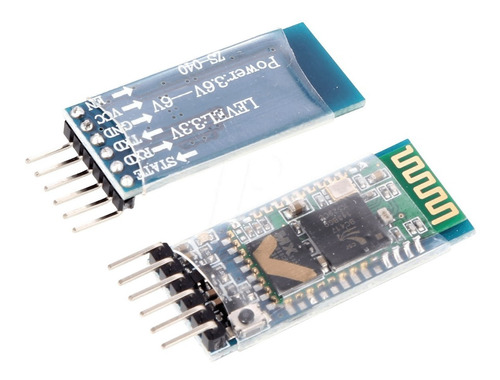 ZS-040
Power:3.6V---6V
LEVEL:3.3V
EN
VCC
GND
TXD
RXD
STATE